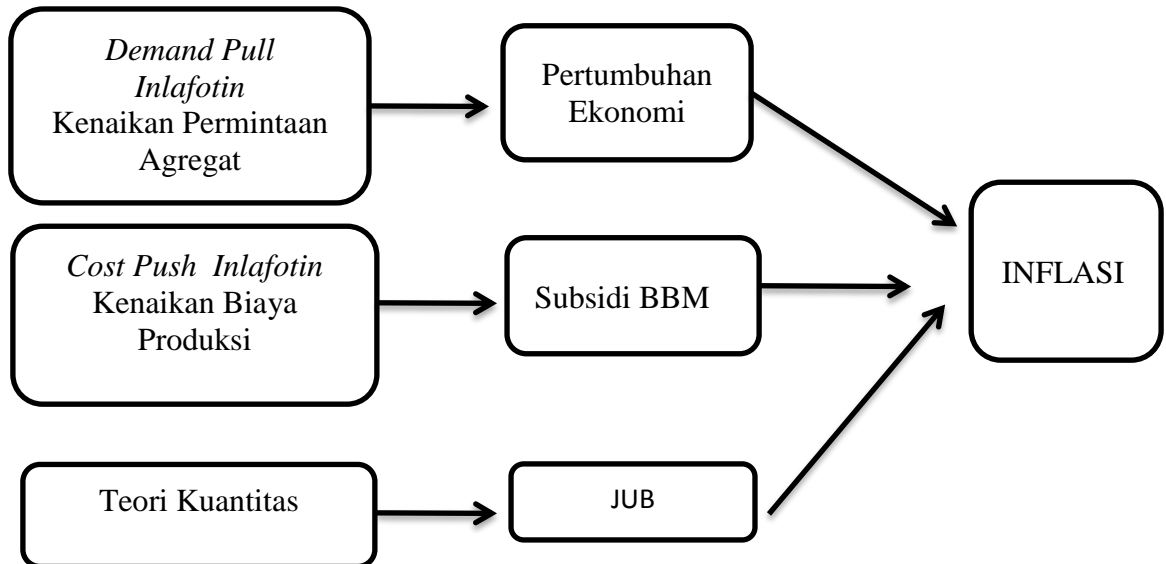 Demand Pull
Inlafotin
Kenaikan Permintaan
Agregat
Pertumbuhan
Ekonomi
Cost Push Inlafotin
Kenaikan Biaya
Produksi
Subsidi BBM
INFLASI
Teori Kuantitas
JUB